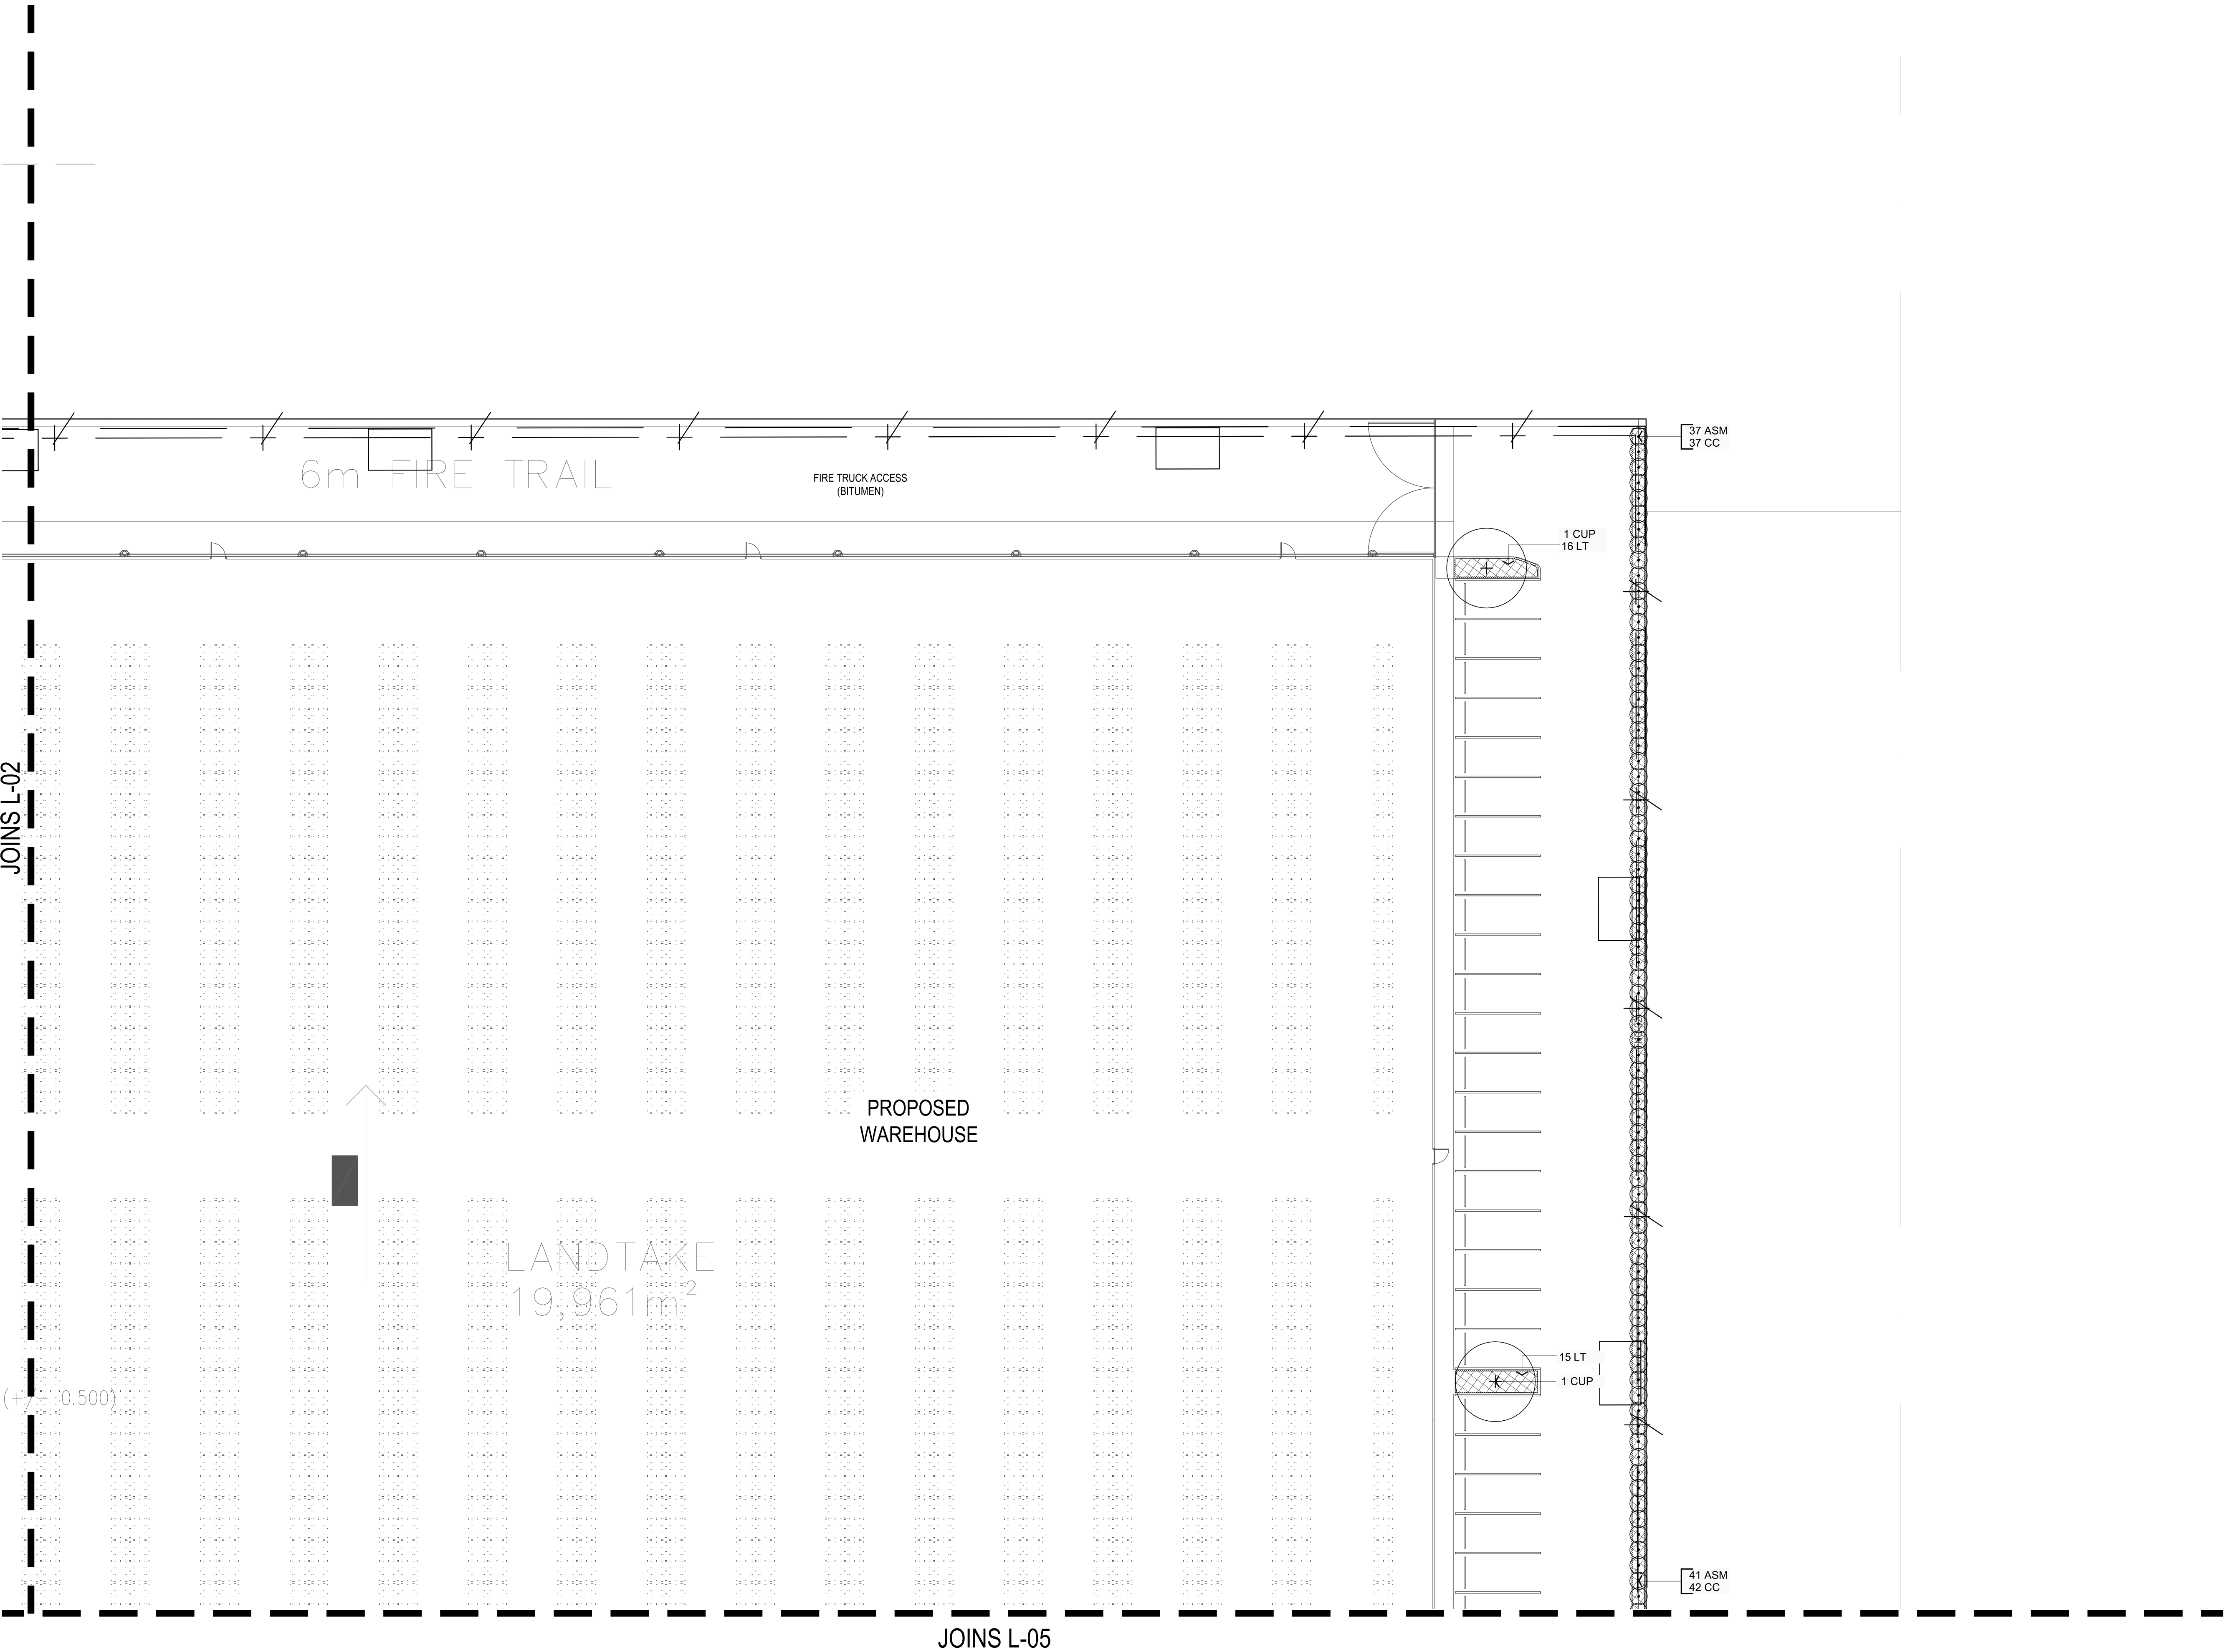 37 ASM
37 CC
6m FIRE TRAIL
FIRE TRUCK ACCESS
(BITUMEN)
1 CUP
16 LT
JOINS L-02
PROPOSED
WAREHOUSE
LANDTAKE
19,961m²
15 LT
1 CUP
(+/- 0.500)
41 ASM
42 CC
JOINS L-05